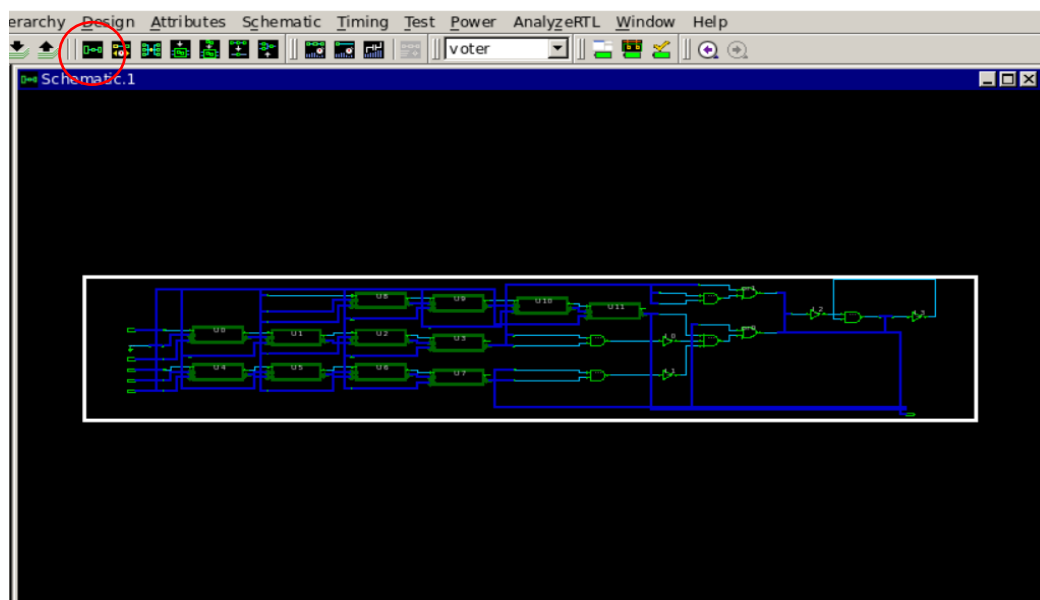 erarchy Design Attributes Schematic Timing Test Power AnalyzeRTL Window Help
voter
Schematic.1
U8 U9 U10 U11
U0 U1 U2 U3
U4 U5 U6 U7